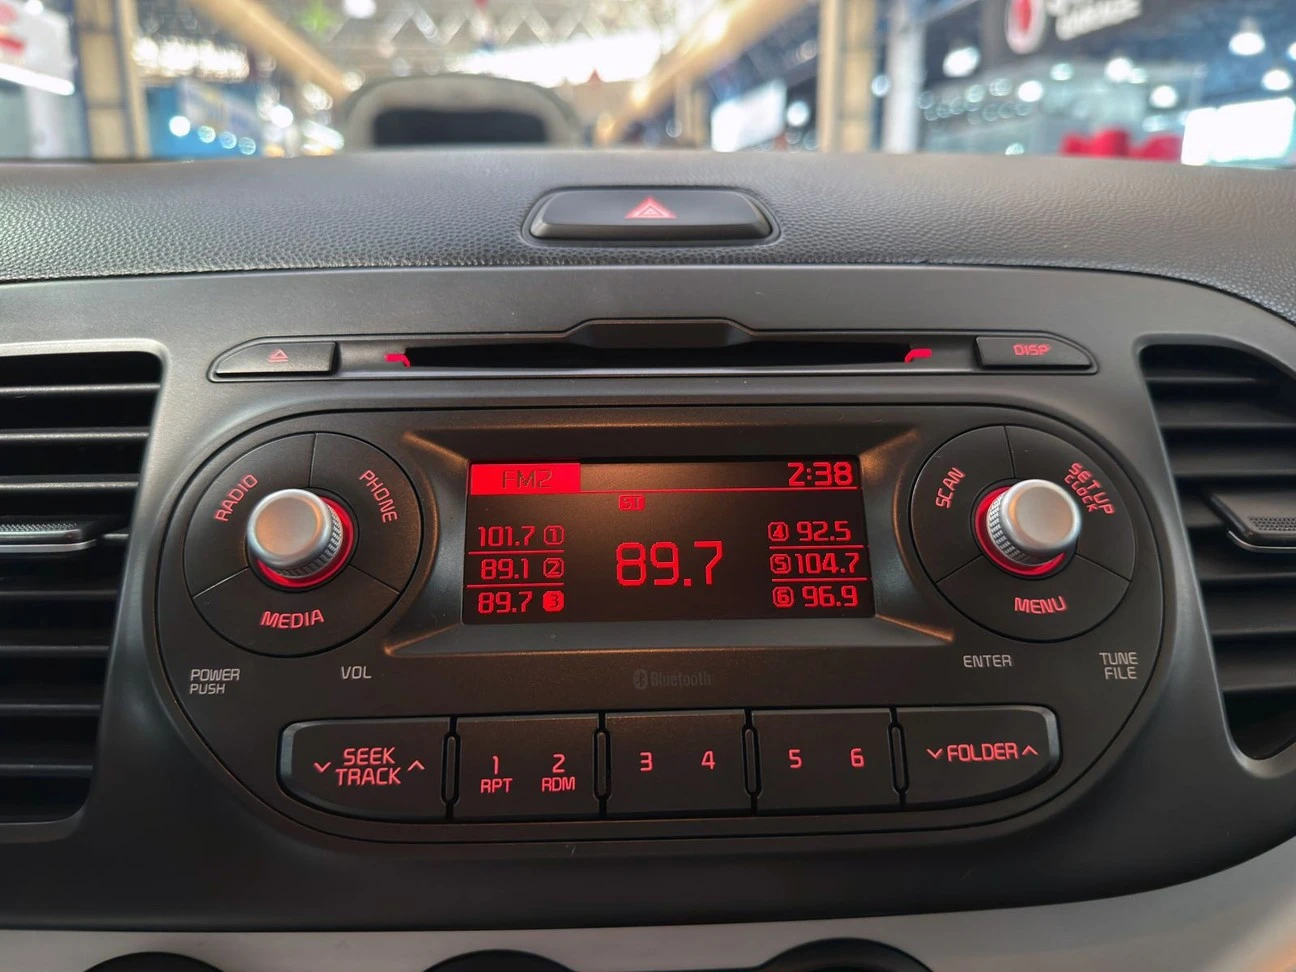 DISP
RADIO
PHONE
MEDIA
POWER
PUSH
VOL
FM2
2:38
ST
101.7 1
89.1 2
89.7 3
89.7
4 92.5
5 104.7
6 96.9
SCAN
SETUP
CLOCK
MENU
ENTER
TUNE
FILE
Bluetooth
SEEK
TRACK
1
RPT
2
RDM
3
4
5
6
FOLDER